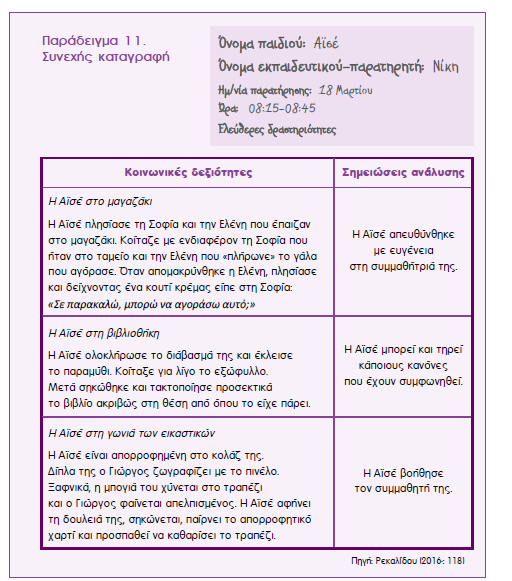 Παράδειγμα 11.
Συνεχής καταγραφή
Όνομα παιδιού: Αϊσέ
Όνομα εκπαιδευτικού-παρατηρητή: Νίκη
Ημ/νία παρατήρησης: 18 Μαρτίου
Ώρα: 08:15-08:45
Ελεύθερες δραστηριότητες
Κοινωνικές δεξιότητες
Σημειώσεις ανάλυσης
Η Αϊσέ στο μαγαζάκι
Η Αϊσέ πλησίασε τη Σοφία και την Ελένη που έπαιζαν
στο μαγαζάκι. Κοίταζε με ενδιαφέρον τη Σοφία που
ήταν στο ταμείο και την Ελένη που «πλήρωνε» το γάλα
που αγόρασε. Όταν απομακρύνθηκε η Ελένη, πλησίασε
και δείχνοντας ένα κουτί κρέμας είπε στη Σοφία:
«Σε παρακαλώ, μπορώ να αγοράσω αυτό;»
Η Αϊσέ απευθύνθηκε
με ευγένεια
στη συμμαθήτριά της.
Η Αϊσέ στη βιβλιοθήκη
Η Αϊσέ ολοκλήρωσε το διάβασμά της και έκλεισε
το παραμύθι. Κοίταζε για λίγο το εξώφυλλο.
Μετά σηκώθηκε και τακτοποίησε προσεκτικά
το βιβλίο ακριβώς στη θέση από όπου το είχε πάρει.
Η Αϊσέ μπορεί και τηρεί
κάποιους κανόνες
που έχουν συμφωνηθεί.
Η Αϊσέ στη γωνιά των εικαστικών
Η Αϊσέ είναι απορροφημένη στο κολάζ της.
Δίπλα της ο Γιώργος ζωγραφίζει με το πινέλο.
Ξαφνικά, η μπογιά του χύνεται στο τραπέζι
και ο Γιώργος φαίνεται απελπισμένος. Η Αϊσέ αφήνει
τη δουλειά της, σηκώνεται, παίρνει το απορροφητικό
χαρτί και προσπαθεί να καθαρίσει το τραπέζι.
Η Αϊσέ βοήθησε
τον συμμαθητή της.
Πηγή: Ρεκαλίδου (2016·: 118)